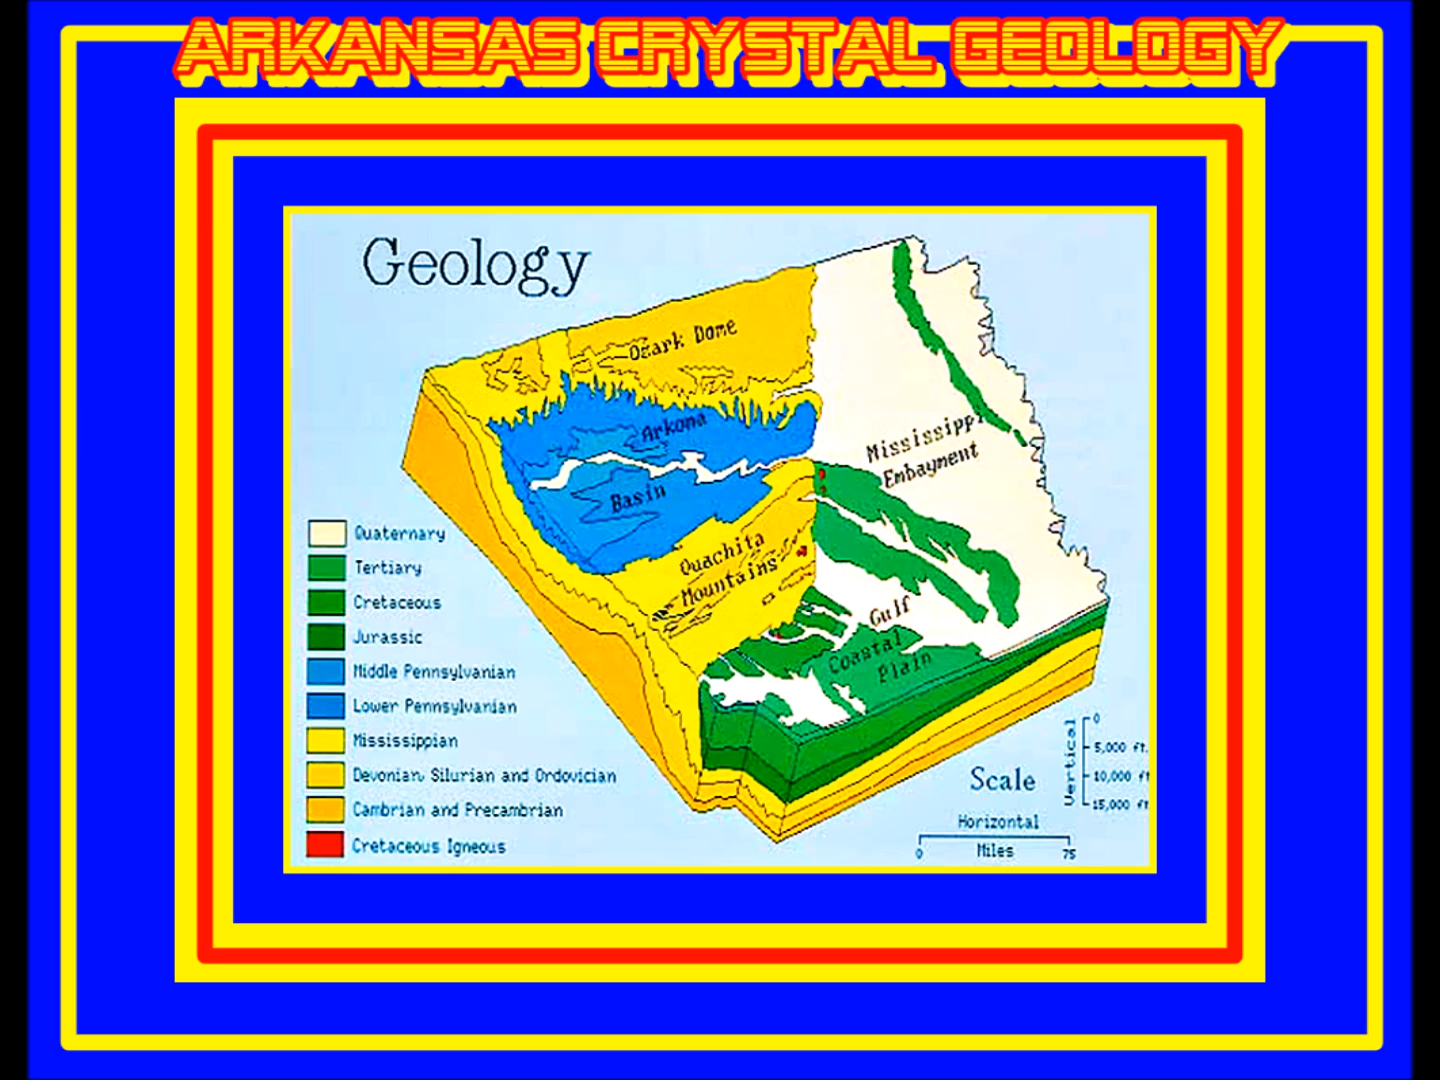 ARKANSAS CRYSTAL GEOLOGY
Geology
Ozark Dome
Arkoma
Basin
Mississippi
Embayment
Ouachita
Mountains
Gulf
Coastal
Plain
Quaternary
Tertiary
Cretaceous
Jurassic
Middle Pennsylvanian
Lower Pennsylvanian
Mississippian
Devonian, Silurian and Ordovician
Cambrian and Precambrian
Cretaceous Igneous
Scale
Vertical
0
5,000 ft.
10,000 ft
15,000 ft
Horizontal
0 Miles 75